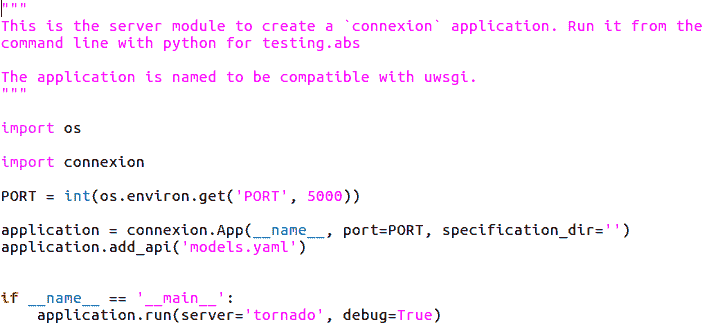 """
This is the server module to create a `connexion` application. Run it from the
command line with python for testing.abs

The application is named to be compatible with uwsgi.
"""

import os

import connexion

PORT = int(os.environ.get('PORT', 5000))

application = connexion.App(__name__, port=PORT, specification_dir='')
application.add_api('models.yaml')


if __name__ == '__main__':
    application.run(server='tornado', debug=True)